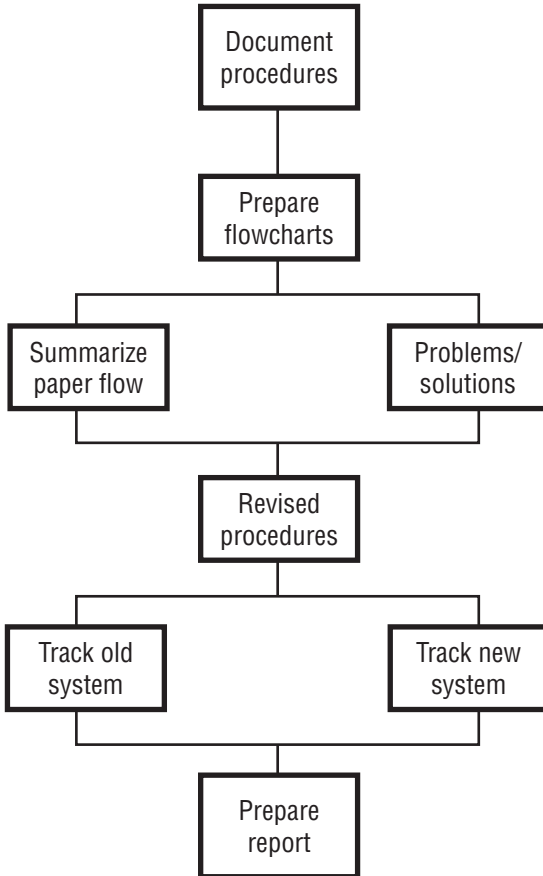 Document
procedures
Prepare
flowcharts
Summarize
paper flow
Problems/
solutions
Revised
procedures
Track old
system
Track new
system
Prepare
report